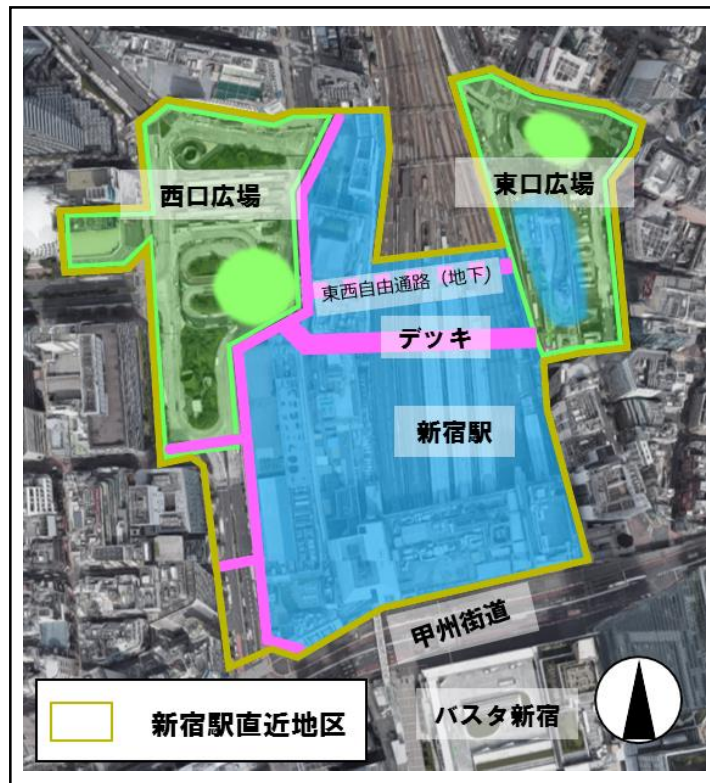 西口広場
東口広場
東西自由通路（地下）
デッキ
新宿駅
甲州街道
バスタ新宿
新宿駅直近地区